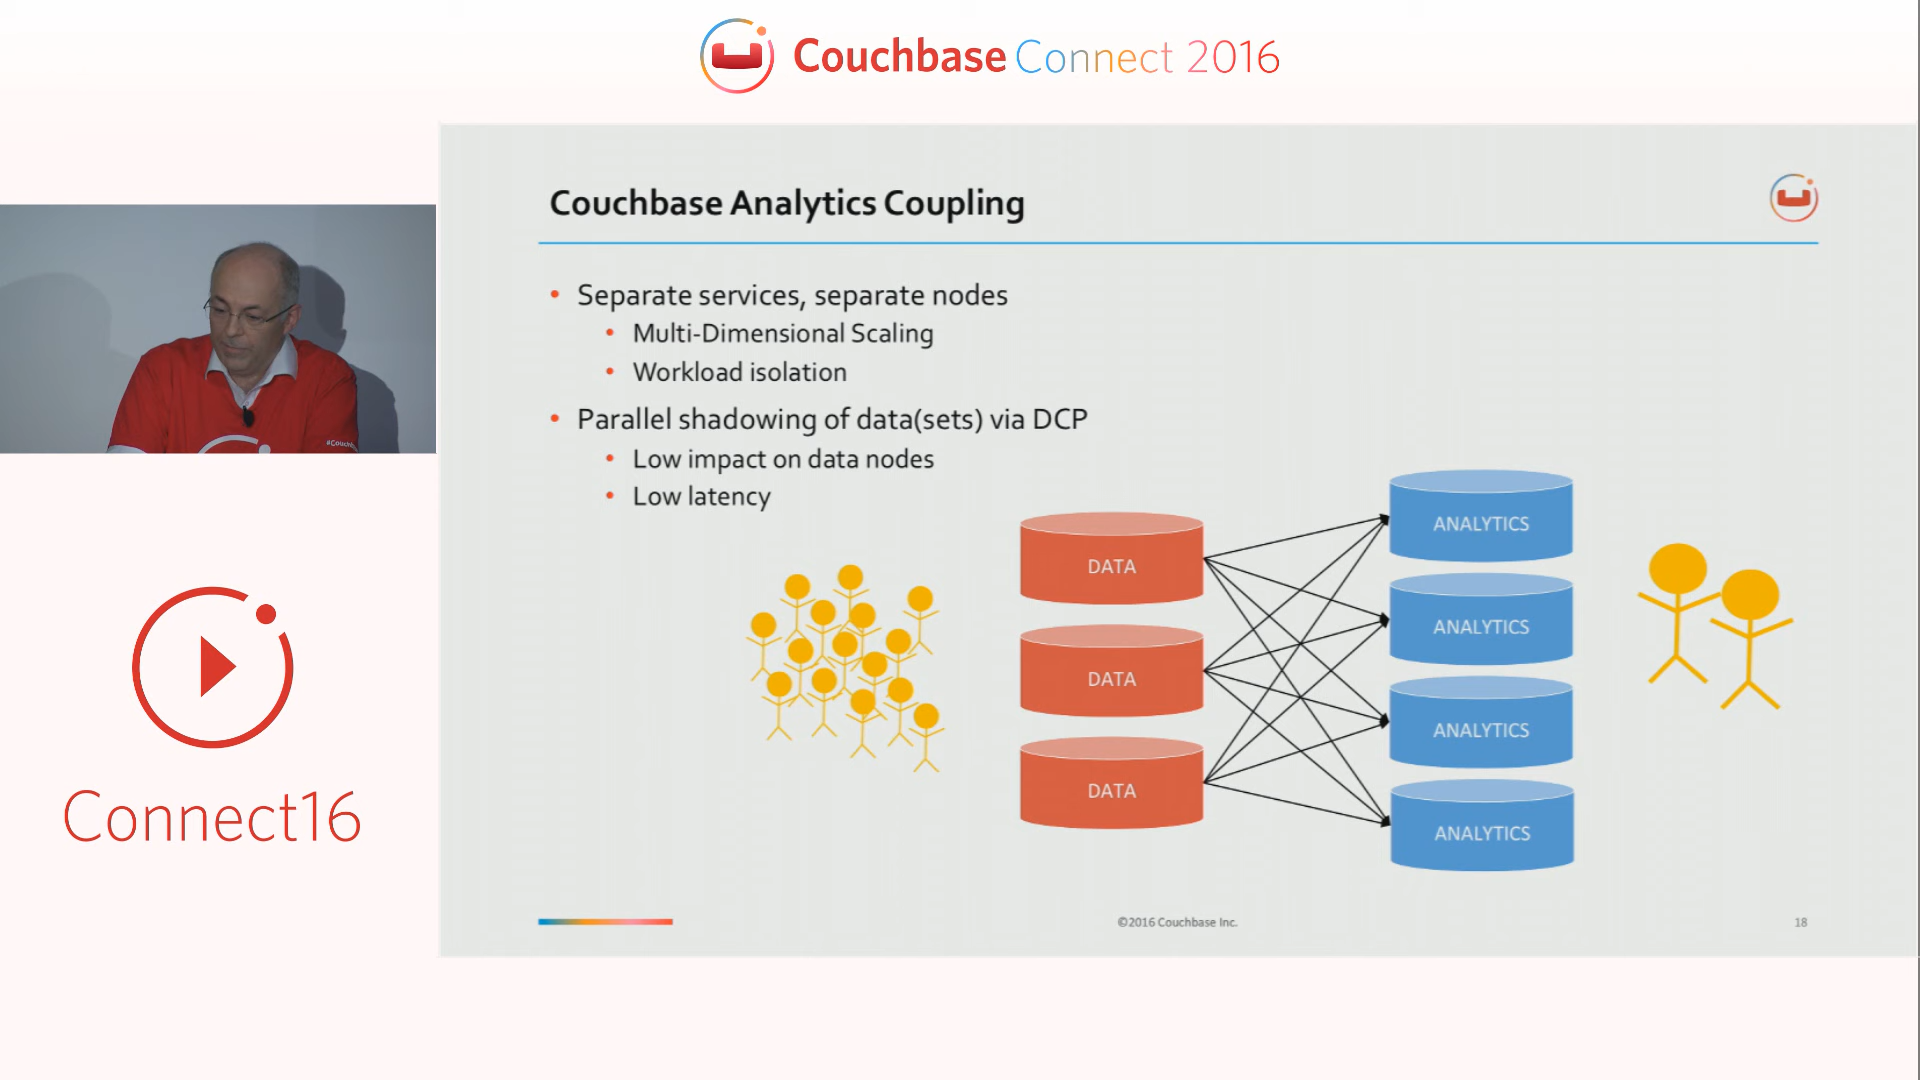 Couchbase Connect 2016
Couchbase Analytics Coupling
• Separate services, separate nodes
• Multi-Dimensional Scaling
• Workload isolation
• Parallel shadowing of data(sets) via DCP
• Low impact on data nodes
• Low latency
DATA
DATA
DATA
ANALYTICS
ANALYTICS
ANALYTICS
ANALYTICS
#Couchb
Connect16
©2016 Couchbase Inc.
18